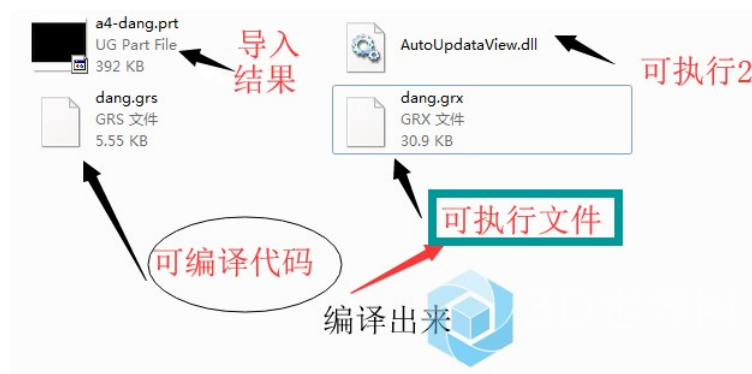 a4-dang.prt
UG Part File
392 KB
导入
结果
AutoUpdataView.dll
可执行2
dang.grs
GRS 文件
5.55 KB
dang.grx
GRX 文件
30.9 KB
可执行文件
可编译代码
编译出来